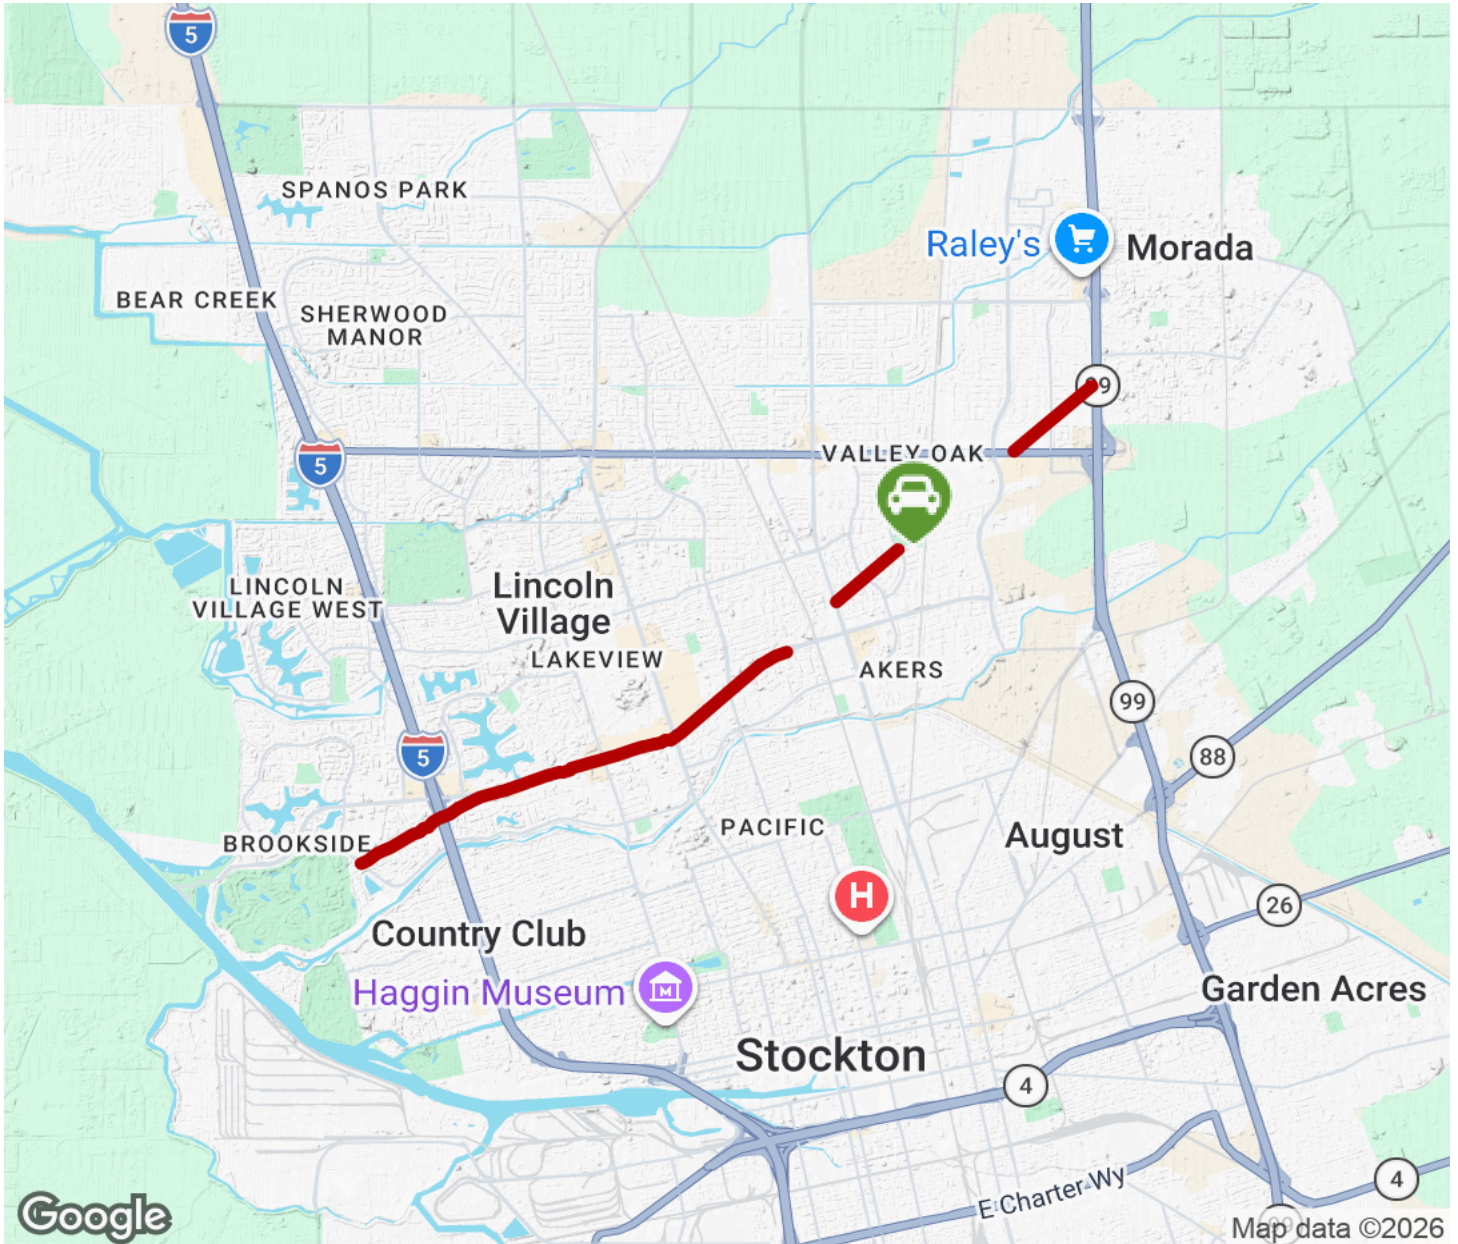 5
SPANOS PARK
Raley's
Morada
BEAR CREEK
SHERWOOD
MANOR
99
VALLEY OAK
5
LINCOLN
VILLAGE WEST
Lincoln
Village
LAKEVIEW
AKERS
99
5
88
PACIFIC
August
BROOKSIDE
H
26
Country Club
Haggin Museum
M
Garden Acres
Stockton
4
E Charter Wy
4
99
Google
Map data ©2026